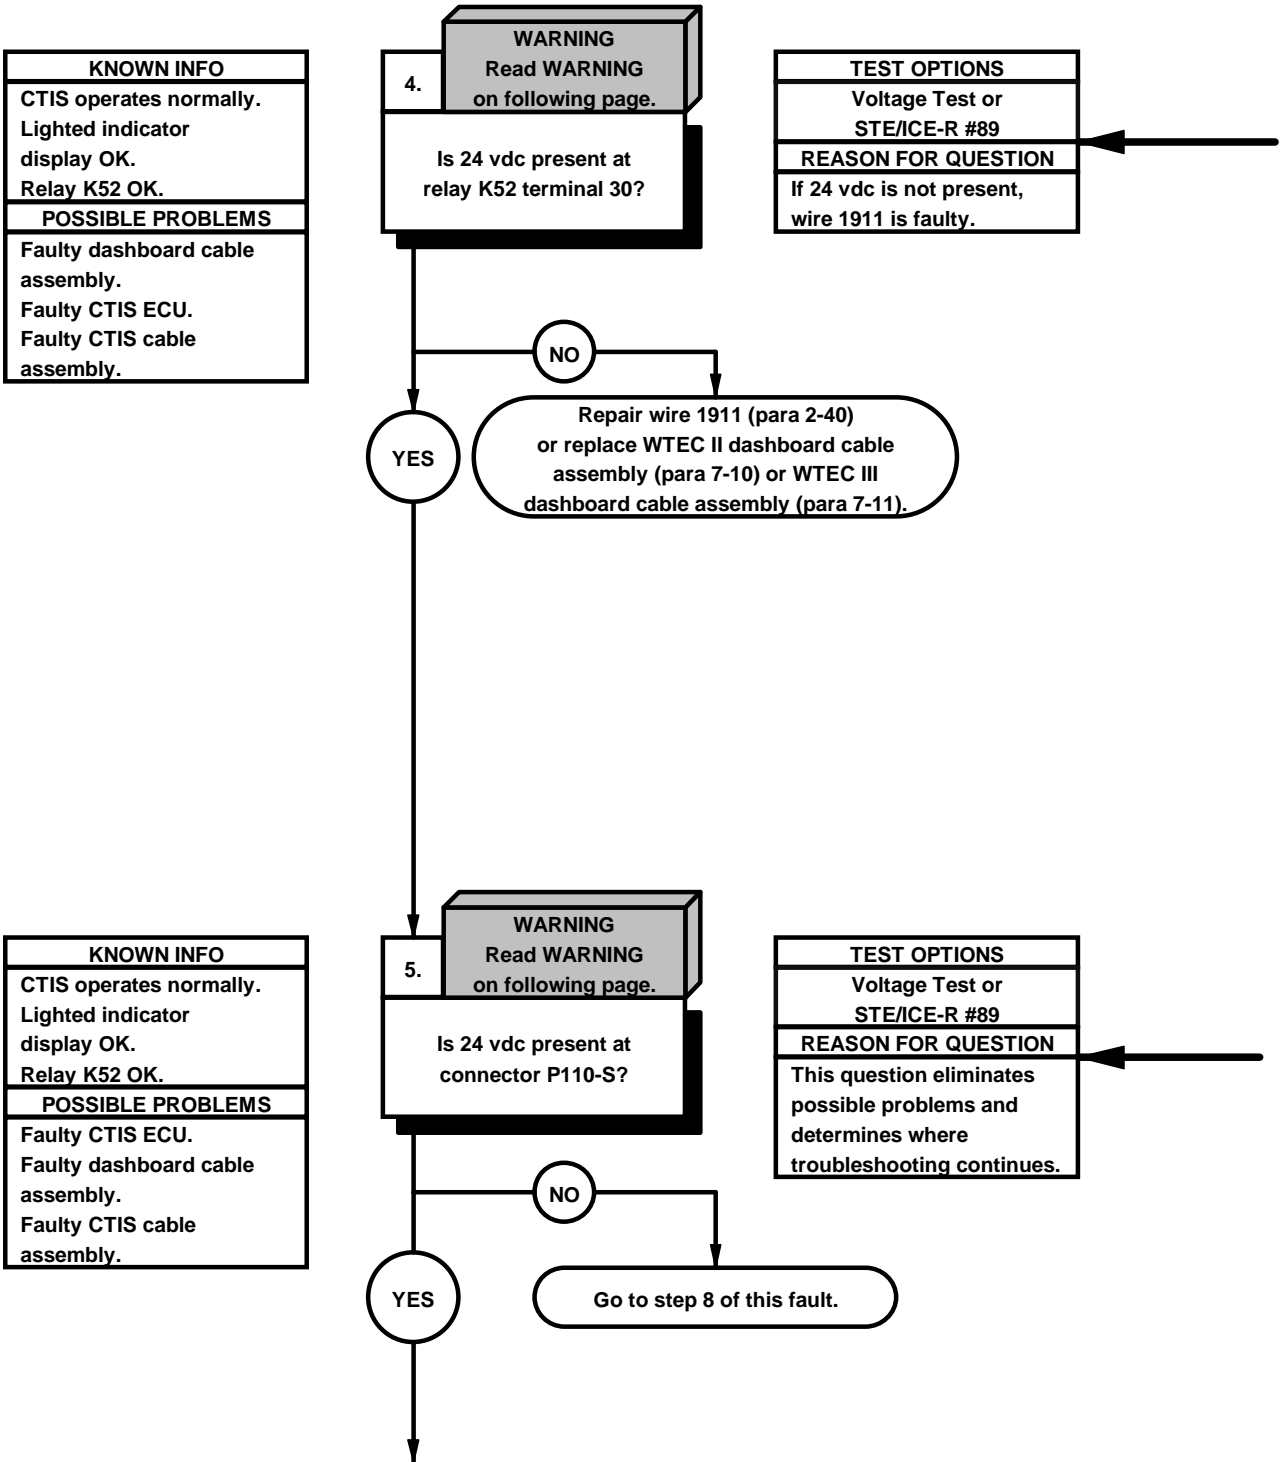 KNOWN INFO
CTIS operates normally.
Lighted indicator
display OK.
Relay K52 OK.
POSSIBLE PROBLEMS
Faulty dashboard cable
assembly.
Faulty CTIS ECU.
Faulty CTIS cable
assembly.
4.
WARNING
Read WARNING
on following page.
Is 24 vdc present at
relay K52 terminal 30?
TEST OPTIONS
Voltage Test or
STE/ICE-R #89
REASON FOR QUESTION
If 24 vdc is not present,
wire 1911 is faulty.
NO
YES
Repair wire 1911 (para 2-40)
or replace WTEC II dashboard cable
assembly (para 7-10) or WTEC III
dashboard cable assembly (para 7-11).
KNOWN INFO
CTIS operates normally.
Lighted indicator
display OK.
Relay K52 OK.
POSSIBLE PROBLEMS
Faulty CTIS ECU.
Faulty dashboard cable
assembly.
Faulty CTIS cable
assembly.
5.
WARNING
Read WARNING
on following page.
Is 24 vdc present at
connector P110-S?
TEST OPTIONS
Voltage Test or
STE/ICE-R #89
REASON FOR QUESTION
This question eliminates
possible problems and
determines where
troubleshooting continues.
NO
YES
Go to step 8 of this fault.